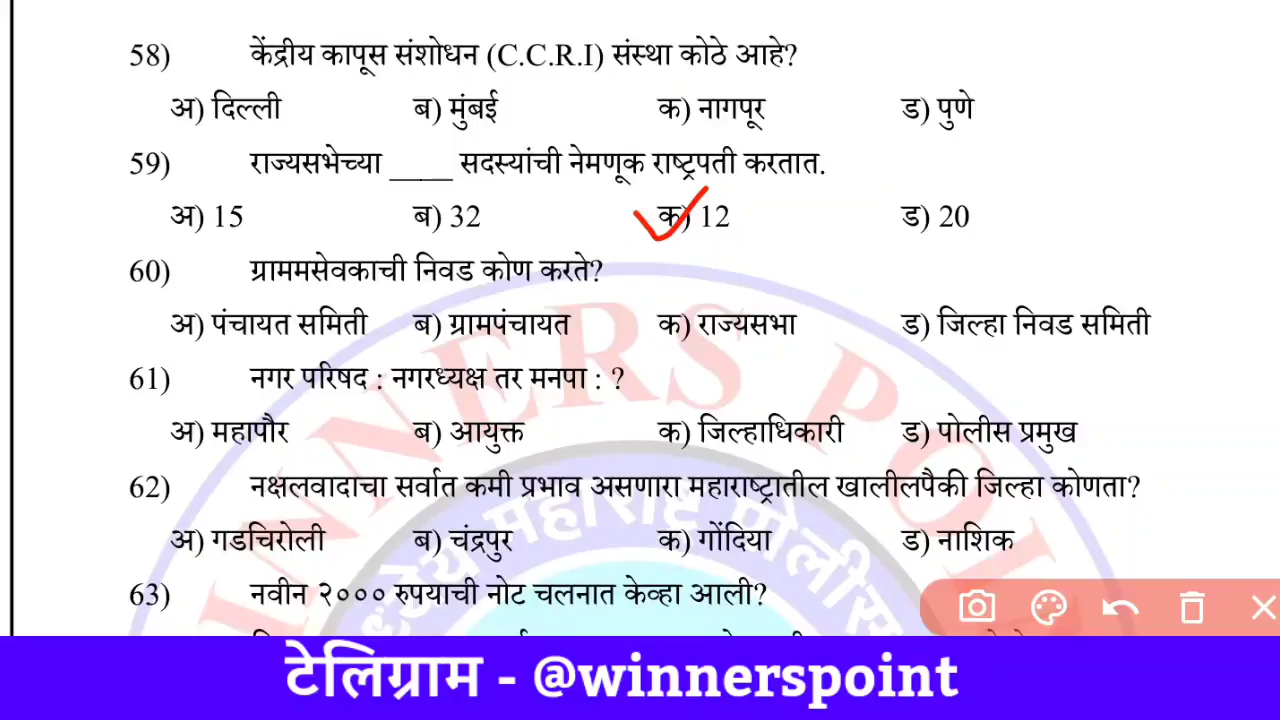 58) केंद्रीय कापूस संशोधन (C.C.R.I) संस्था कोठे आहे?
अ) दिल्ली ब) मुंबई क) नागपूर ड) पुणे
59) राज्यसभेच्या ____ सदस्यांची नेमणूक राष्ट्रपती करतात.
अ) 15 ब) 32 क) 12 ड) 20
60) ग्राममसेवकाची निवड कोण करते?
अ) पंचायत समिती ब) ग्रामपंचायत क) राज्यसभा ड) जिल्हा निवड समिती
61) नगर परिषद : नगरध्यक्ष तर मनपा : ?
अ) महापौर ब) आयुक्त क) जिल्हाधिकारी ड) पोलीस प्रमुख
62) नक्षलवादाचा सर्वात कमी प्रभाव असणारा महाराष्ट्रातील खालीलपैकी जिल्हा कोणता?
अ) गडचिरोली ब) चंद्रपुर क) गोंदिया ड) नाशिक
63) नवीन २००० रुपयाची नोट चलनात केव्हा आली?
टेलिग्राम - @winnerspoint